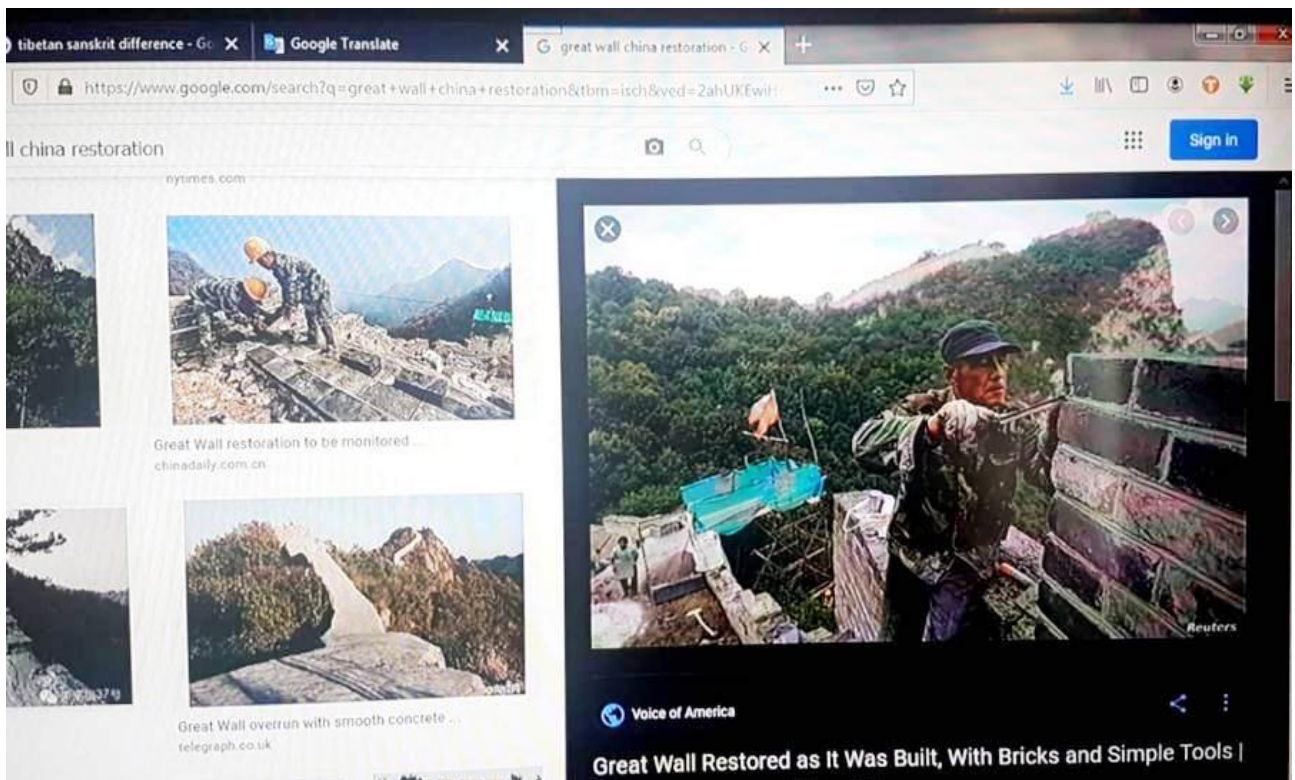 tibetan sanskrit difference - Go
Google Translate
great wall china restoration - G
https://www.google.com/search?q=great+wall+china+restoration&tbm=isch&ved=2ahUKEwiH
ll china restoration
Sign in
nytimes.com
Great Wall restoration to be monitored ...
chinadaily.com.cn
Great Wall overrun with smooth concrete ...
telegraph.co.uk
Reuters
Voice of America
Great Wall Restored as It Was Built, With Bricks and Simple Tools |